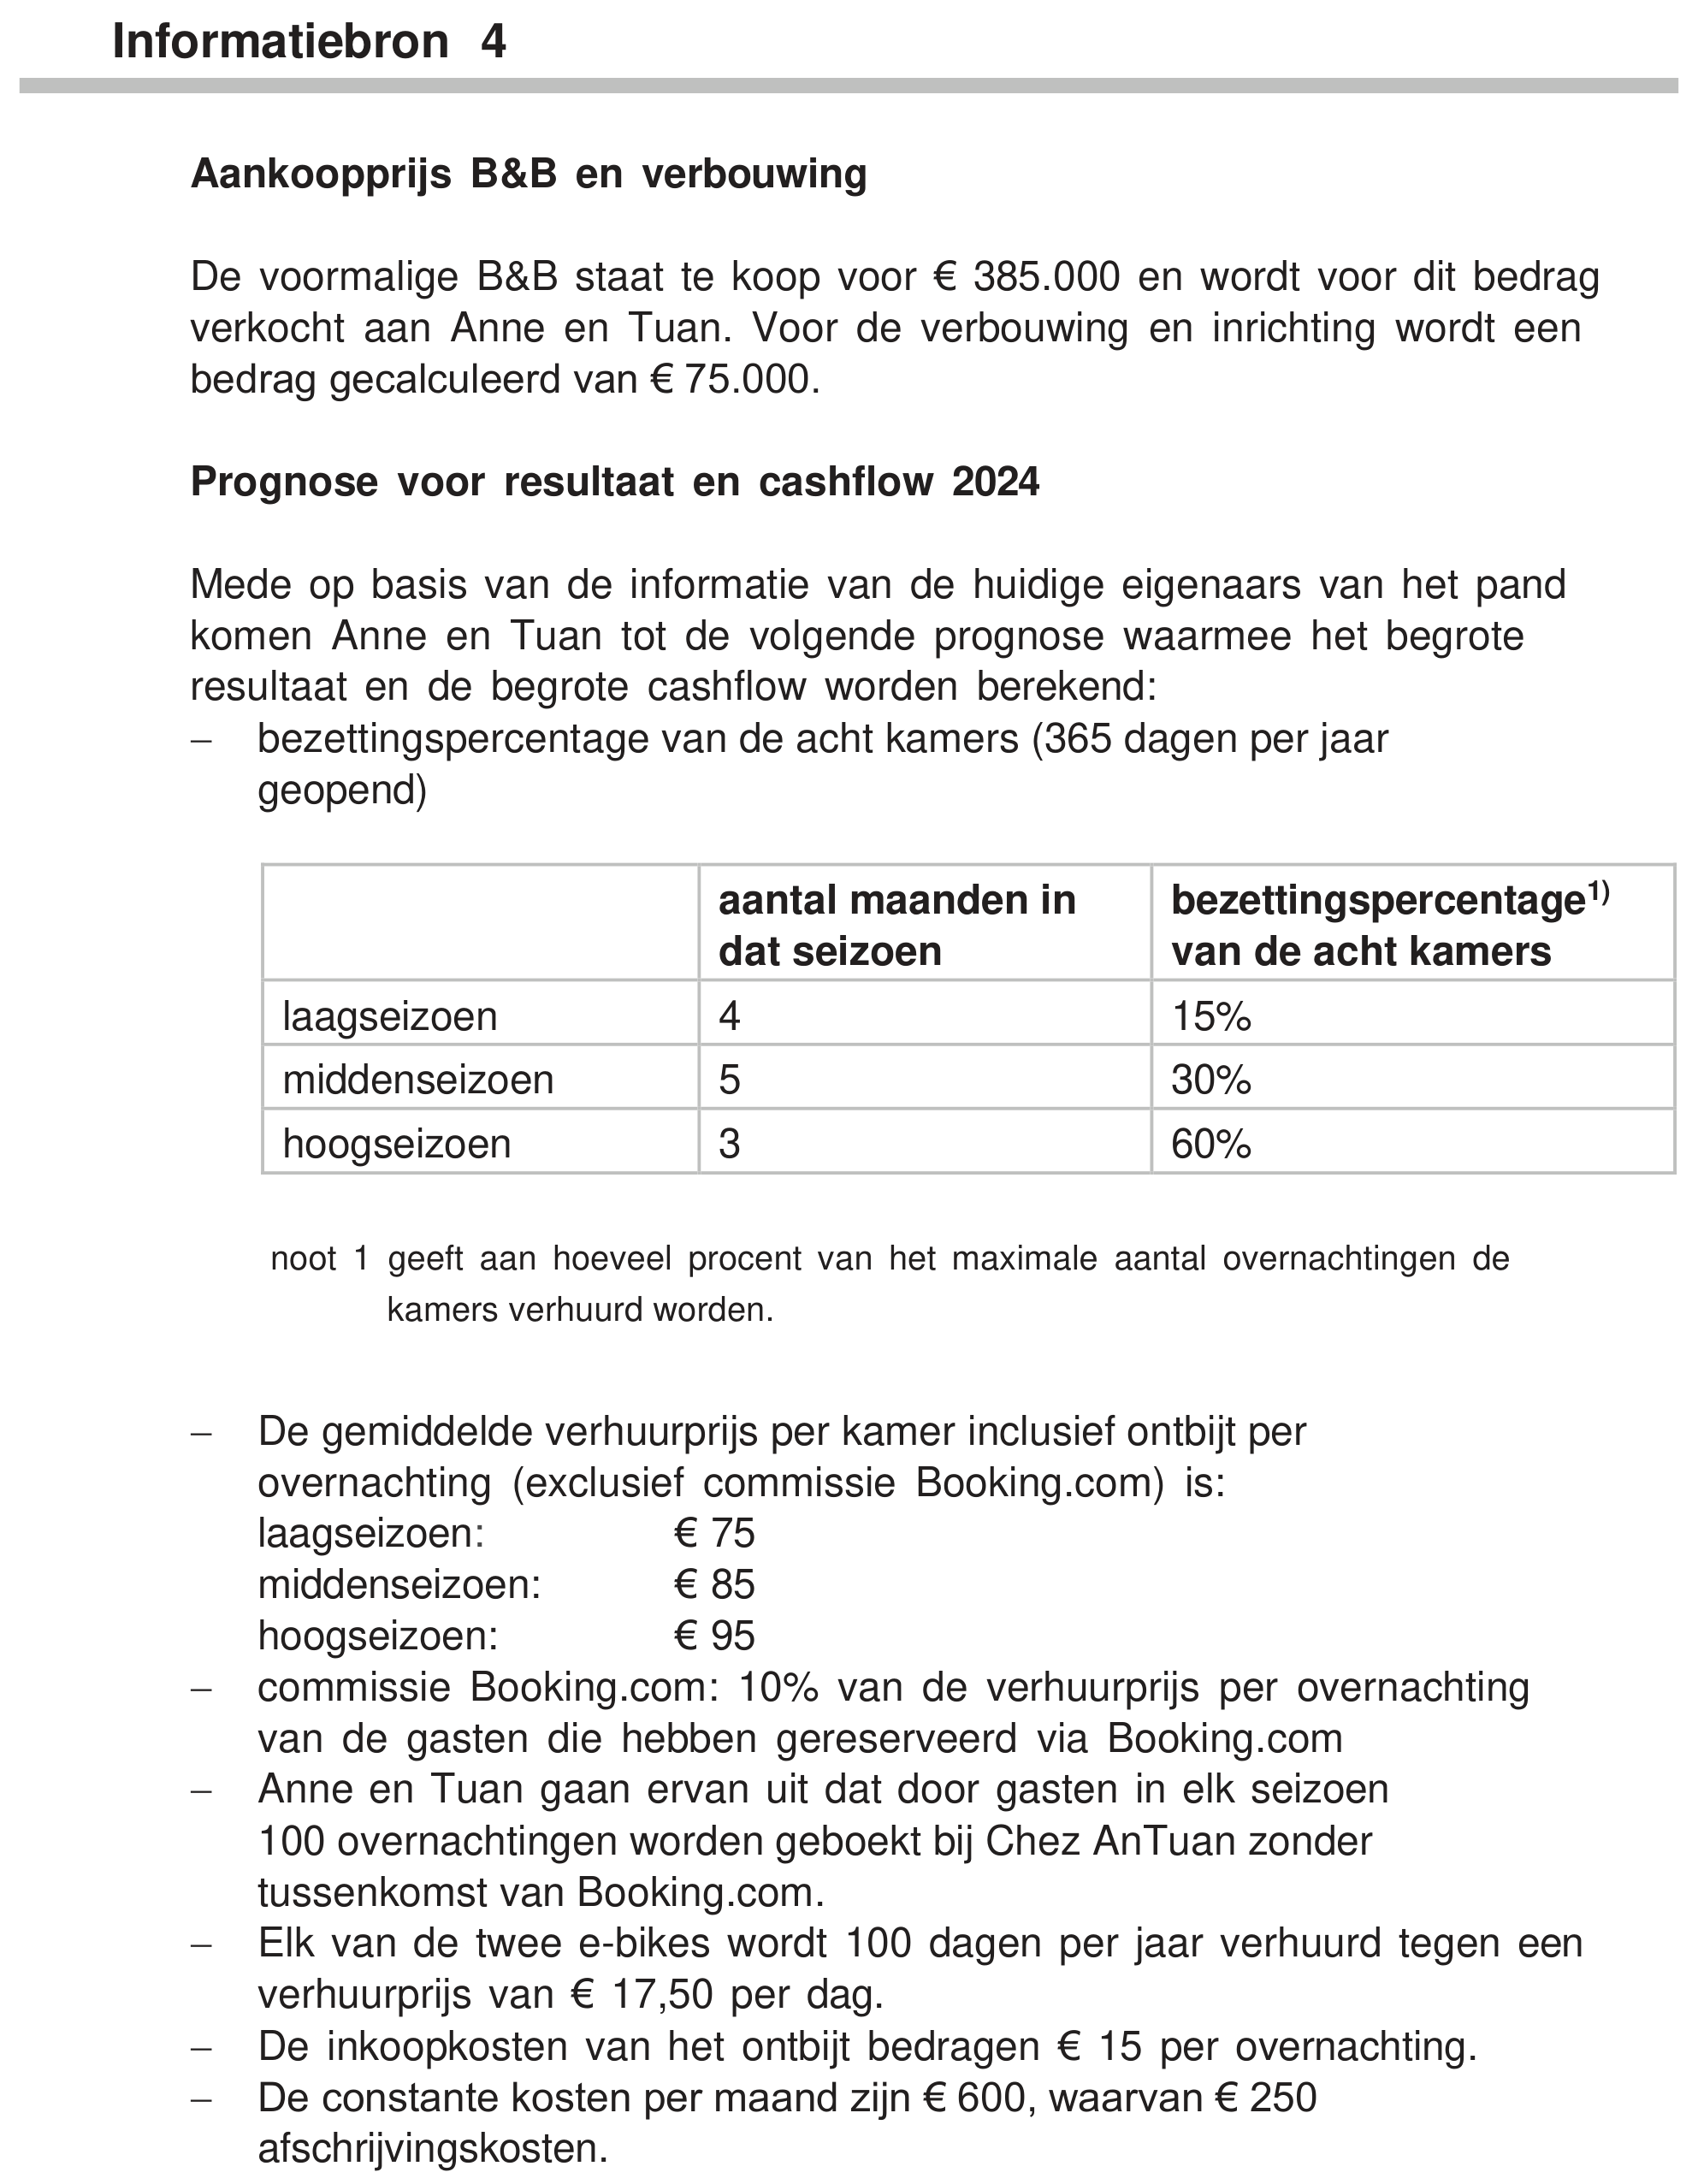 Informatiebron 4
Aankoopprijs B&B en verbouwing
De voormalige B&B staat te koop voor € 385.000 en wordt voor dit bedrag
verkocht aan Anne en Tuan. Voor de verbouwing en inrichting wordt een
bedrag gecalculeerd van € 75.000.
Prognose voor resultaat en cashflow 2024
Mede op basis van de informatie van de huidige eigenaars van het pand
komen Anne en Tuan tot de volgende prognose waarmee het begrote
resultaat en de begrote cashflow worden berekend:
– bezettingspercentage van de acht kamers (365 dagen per jaar
geopend)
aantal maanden in dat seizoen bezettingspercentage1) van de acht kamers
laagseizoen 4 15%
middenseizoen 5 30%
hoogseizoen 3 60%
noot 1 geeft aan hoeveel procent van het maximale aantal overnachtingen de
kamers verhuurd worden.
– De gemiddelde verhuurprijs per kamer inclusief ontbijt per
overnachting (exclusief commissie Booking.com) is:
laagseizoen: € 75
middenseizoen: € 85
hoogseizoen: € 95
– commissie Booking.com: 10% van de verhuurprijs per overnachting
van de gasten die hebben gereserveerd via Booking.com
– Anne en Tuan gaan ervan uit dat door gasten in elk seizoen
100 overnachtingen worden geboekt bij Chez AnTuan zonder
tussenkomst van Booking.com.
– Elk van de twee e-bikes wordt 100 dagen per jaar verhuurd tegen een
verhuurprijs van € 17,50 per dag.
– De inkoopkosten van het ontbijt bedragen € 15 per overnachting.
– De constante kosten per maand zijn € 600, waarvan € 250
afschrijvingskosten.